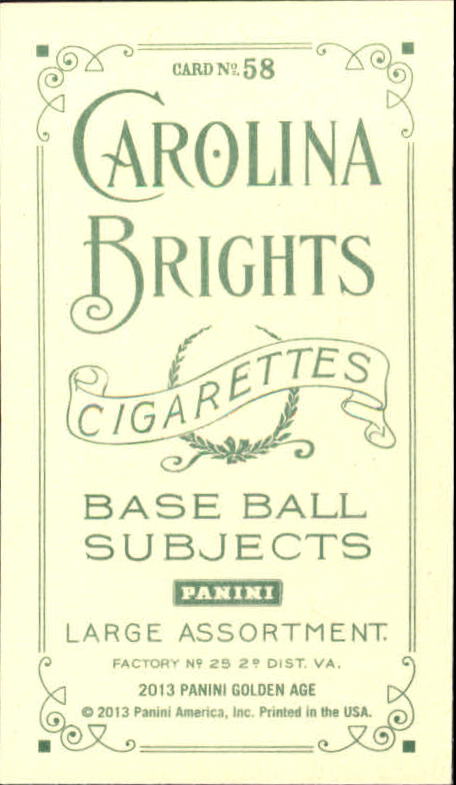 CARD Nº. 58
CAROLINA
BRIGHTS
CIGARETTES
BASE BALL
SUBJECTS
PANINI
LARGE ASSORTMENT.
FACTORY Nº 25 2º DIST. VA.
2013 PANINI GOLDEN AGE
© 2013 Panini America, Inc. Printed in the USA.